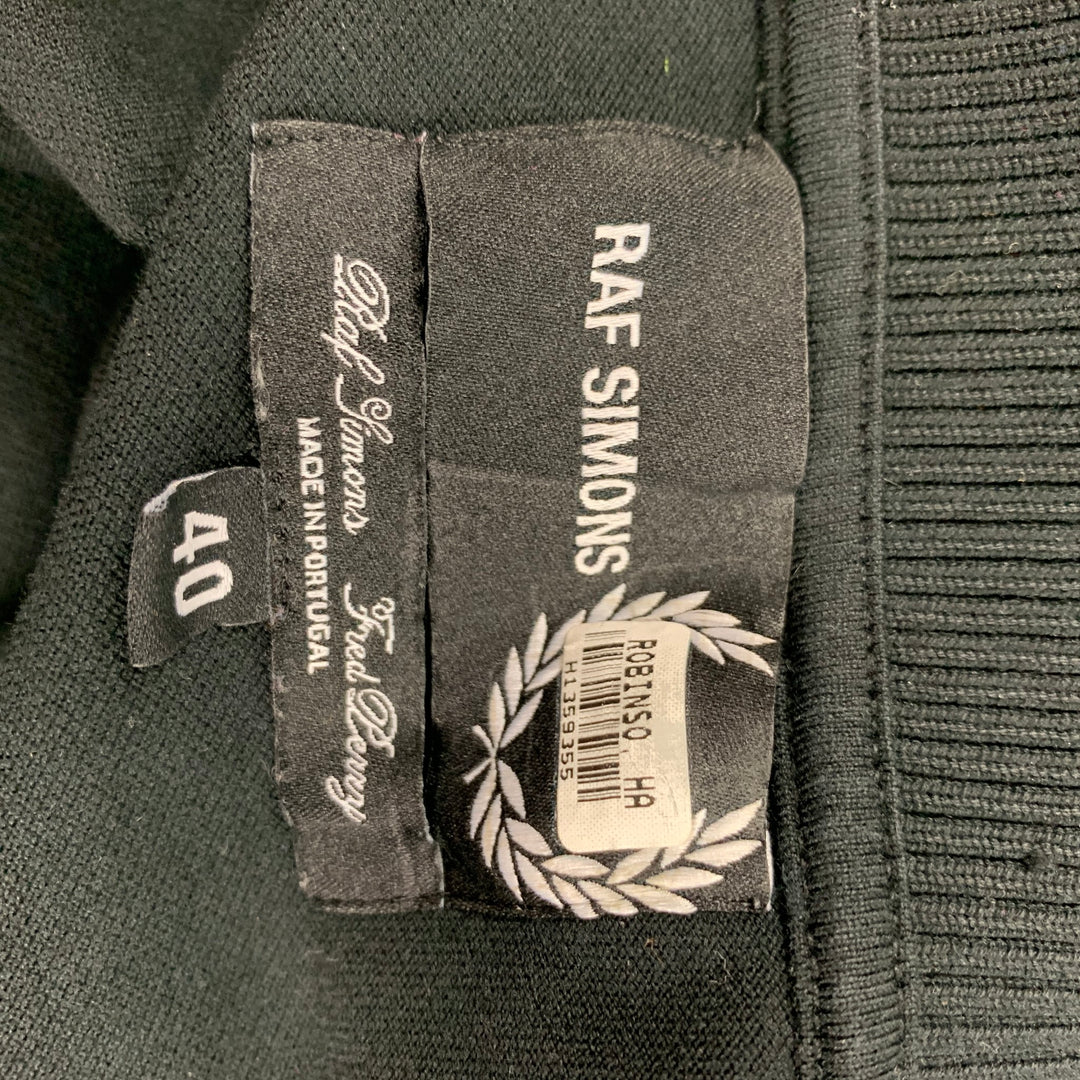 RAF SIMONS
ROBINSO, HA
H1359355
Raf Simons Fred Perry
MADE IN PORTUGAL
40